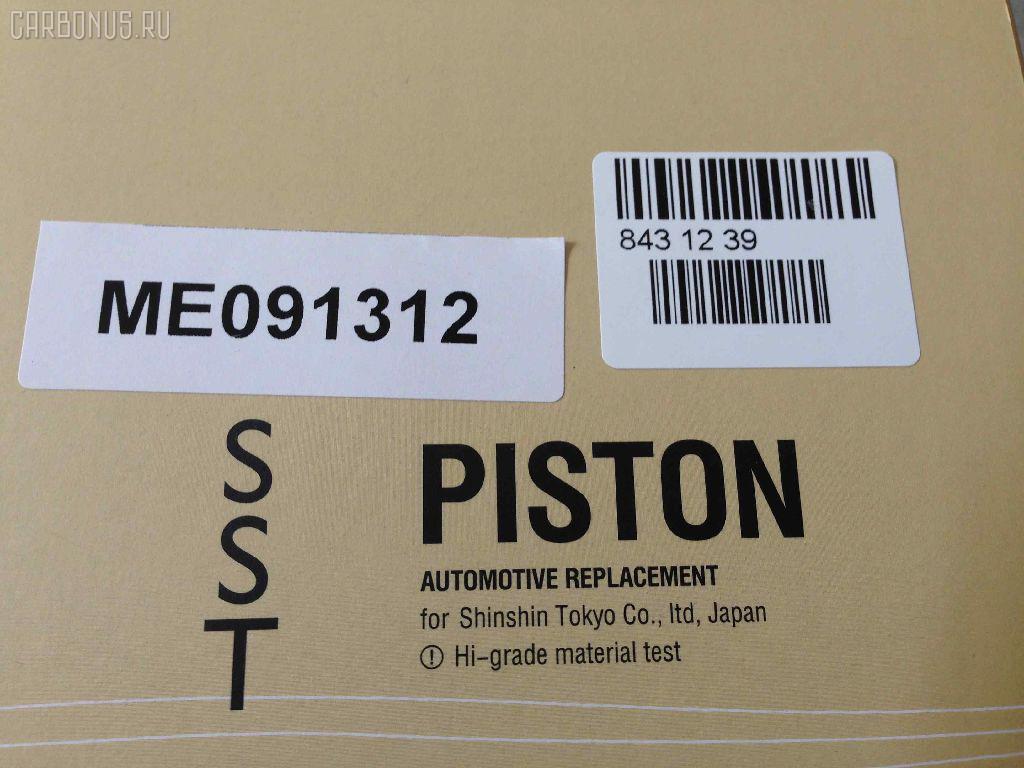 CARBONUS.RU
843 12 39
ME091312
SST
PISTON
AUTOMOTIVE REPLACEMENT
for Shinshin Tokyo Co., ltd, Japan
! Hi-grade material test